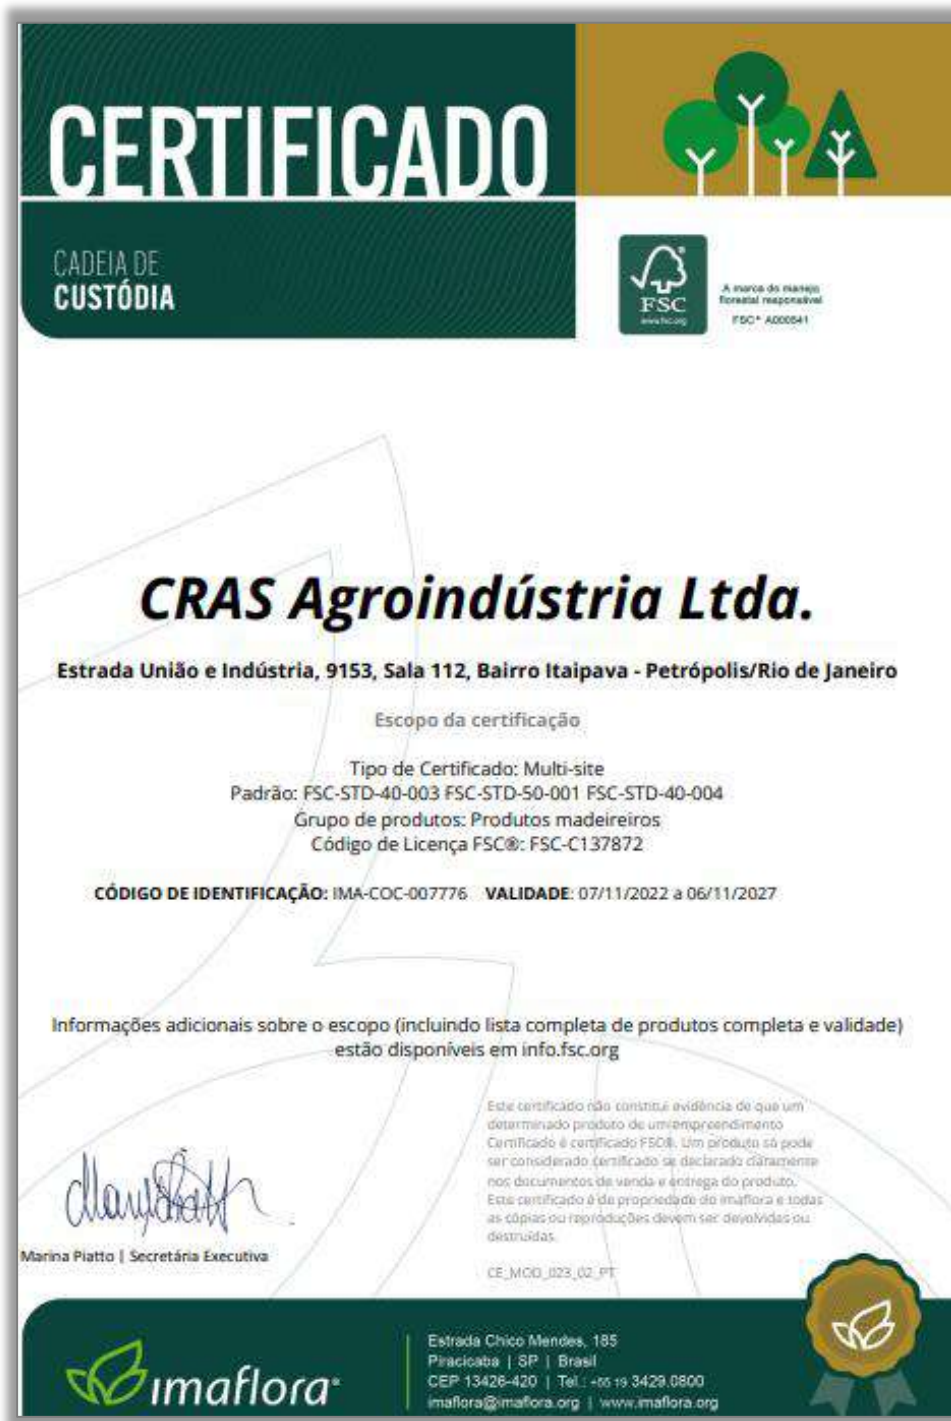 CERTIFICADO
CADEIA DE
CUSTÓDIA
FSC
www.fsc.org
A marca do manejo
florestal responsável
FSC® A000541
CRAS Agroindústria Ltda.
Estrada União e Indústria, 9153, Sala 112, Bairro Itaipava - Petrópolis/Rio de Janeiro
Escopo da certificação
Tipo de Certificado: Multi-site
Padrão: FSC-STD-40-003 FSC-STD-50-001 FSC-STD-40-004
Grupo de produtos: Produtos madeireiros
Código de Licença FSC®: FSC-C137872
CÓDIGO DE IDENTIFICAÇÃO: IMA-COC-007776 VALIDADE: 07/11/2022 a 06/11/2027
Informações adicionais sobre o escopo (incluindo lista completa de produtos completa e validade)
estão disponíveis em info.fsc.org
Este certificado não constitui evidência de que um
determinado produto de um empreendimento
Certificado é certificado FSC®. Um produto só pode
ser considerado certificado se declarado claramente
nos documentos de venda e entrega do produto.
Este certificado é de propriedade do Imaflora e todas
as cópias ou reproduções devem ser devolvidas ou
destruídas.
CE_MOD_023_02_PT
Marina Piatto | Secretária Executiva
imaflora®
Estrada Chico Mendes, 185
Piracicaba | SP | Brasil
CEP 13426-420 | Tel.: +55 19 3429.0800
imaflora@imaflora.org | www.imaflora.org